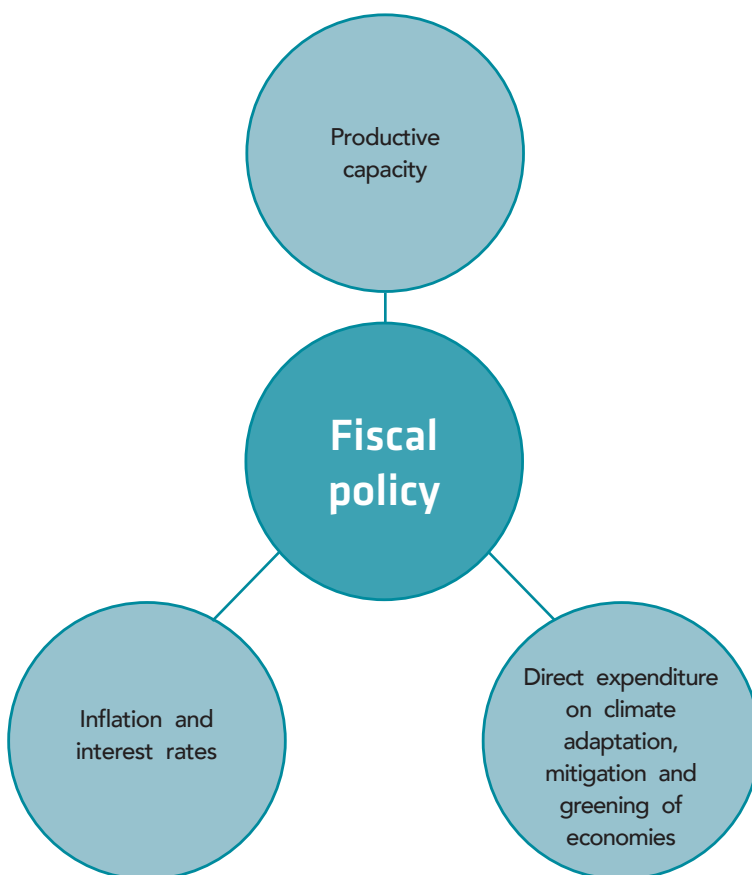 Productive
capacity
Fiscal
policy
Inflation and
interest rates
Direct expenditure
on climate
adaptation,
mitigation and
greening of
economies